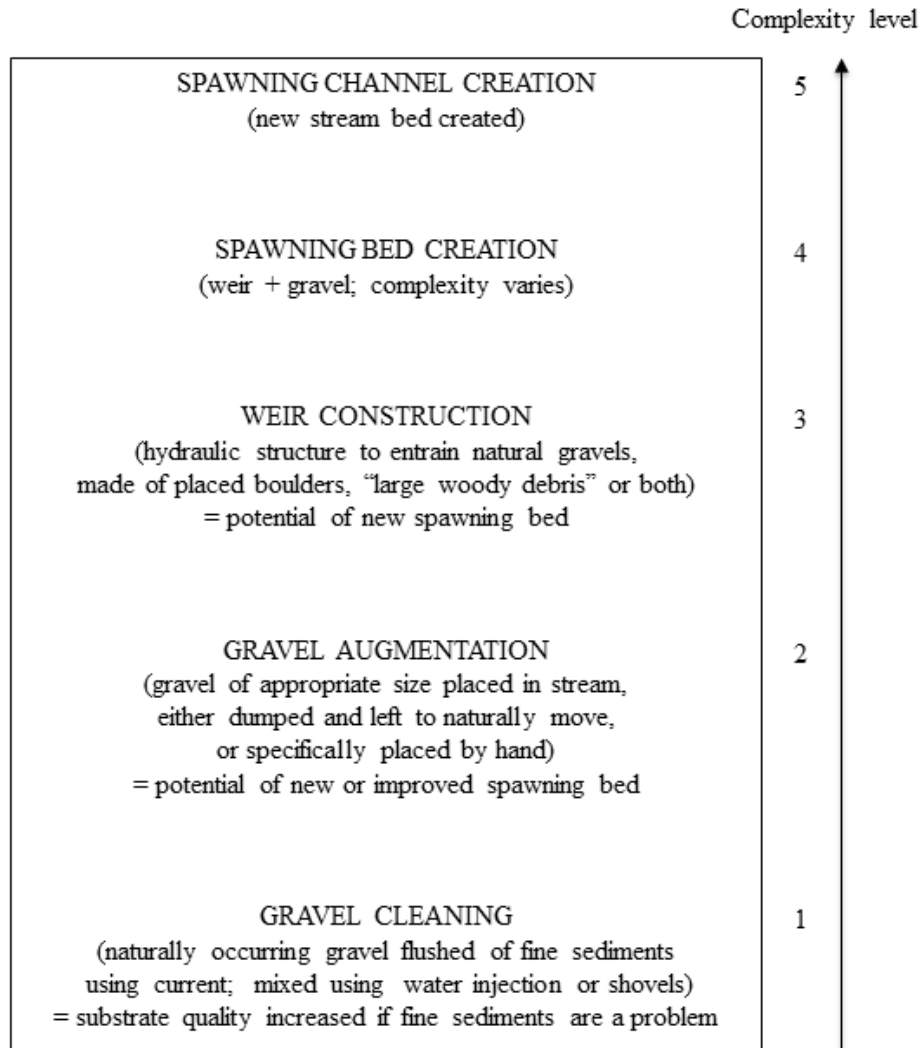 Complexity level
SPAWNING CHANNEL CREATION
(new stream bed created)
5
SPAWNING BED CREATION
(weir + gravel; complexity varies)
4
WEIR CONSTRUCTION
(hydraulic structure to entrain natural gravels,
made of placed boulders, “large woody debris” or both)
= potential of new spawning bed
3
GRAVEL AUGMENTATION
(gravel of appropriate size placed in stream,
either dumped and left to naturally move,
or specifically placed by hand)
= potential of new or improved spawning bed
2
GRAVEL CLEANING
(naturally occurring gravel flushed of fine sediments
using current; mixed using water injection or shovels)
= substrate quality increased if fine sediments are a problem
1